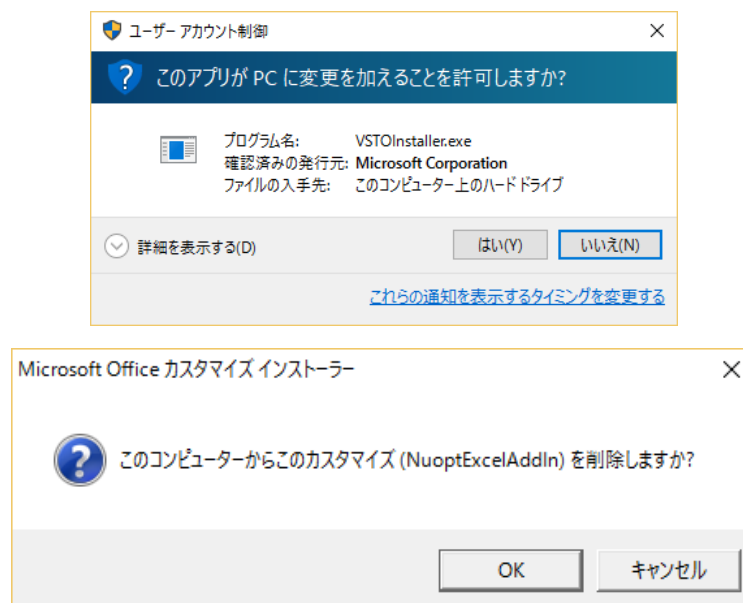 ユーザー アカウント制御
このアプリが PC に変更を加えることを許可しますか?
プログラム名: VSTOInstaller.exe
確認済みの発行元: Microsoft Corporation
ファイルの入手先: このコンピューター上のハード ドライブ
詳細を表示する(D)
はい(Y)
いいえ(N)
これらの通知を表示するタイミングを変更する
Microsoft Office カスタマイズ インストーラー
このコンピューターからこのカスタマイズ (NuoptExcelAddIn) を削除しますか?
OK
キャンセル